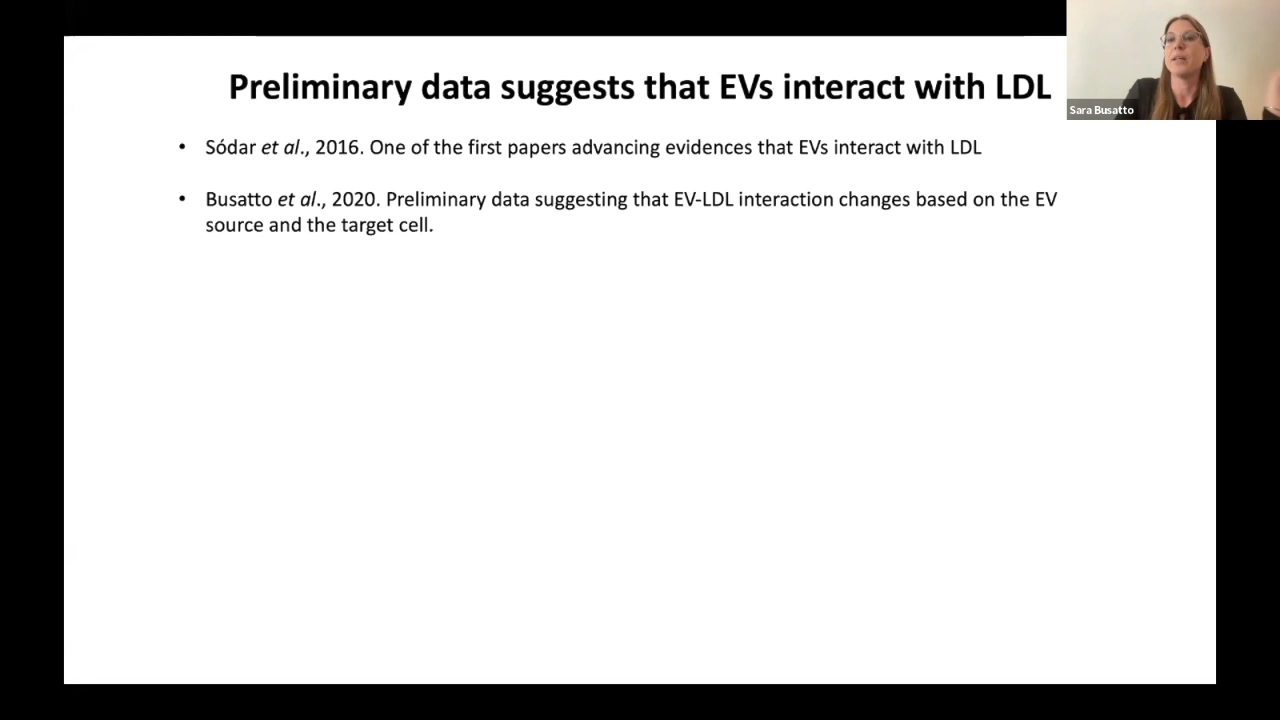 Preliminary data suggests that EVs interact with LDL
Sara Busatto
• Sódar et al., 2016. One of the first papers advancing evidences that EVs interact with LDL
• Busatto et al., 2020. Preliminary data suggesting that EV-LDL interaction changes based on the EV
source and the target cell.